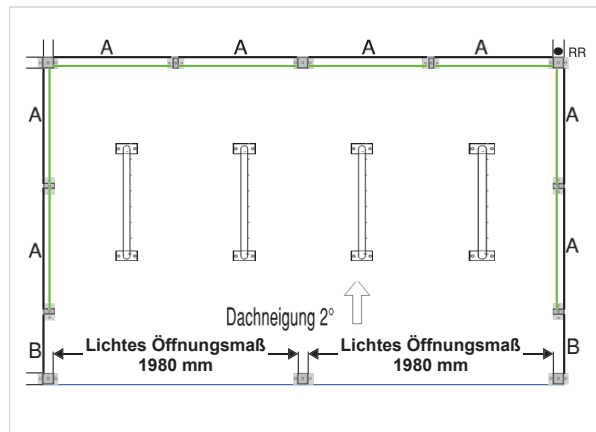 A A A A RR
A A
A A
Dachneigung 2°
B Lichtes Öffnungsmaß Lichtes Öffnungsmaß B
1980 mm 1980 mm